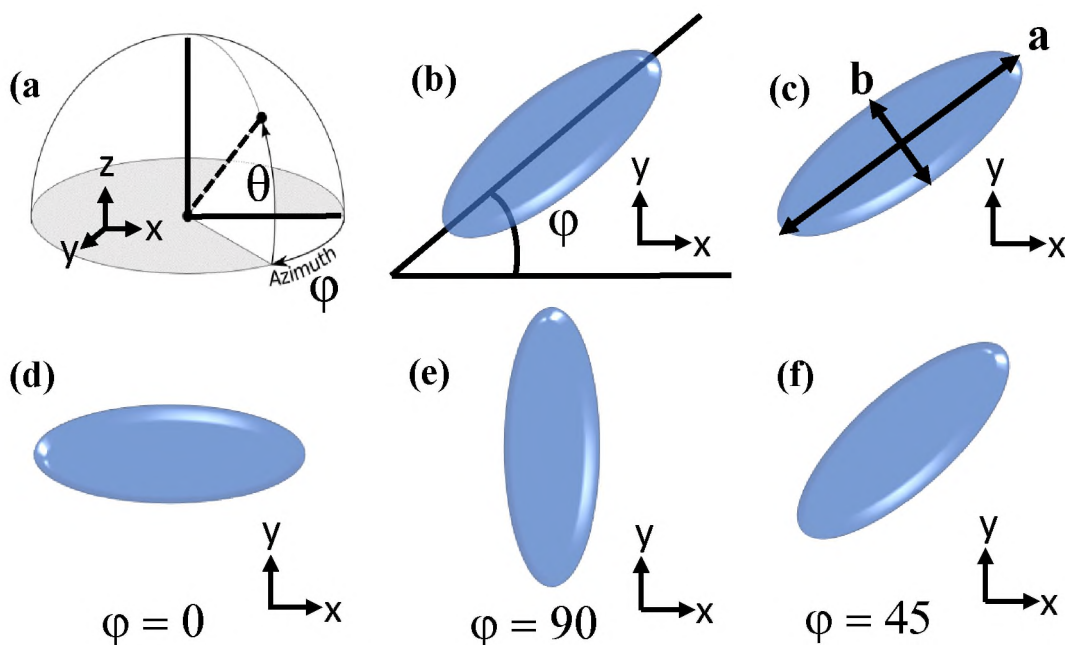 (a
z
x
y
θ
Azimuth
φ
(b)
φ
y
x
(c)
a
b
y
x
(d)
y
x
φ = 0
(e)
y
x
φ = 90
(f)
y
x
φ = 45